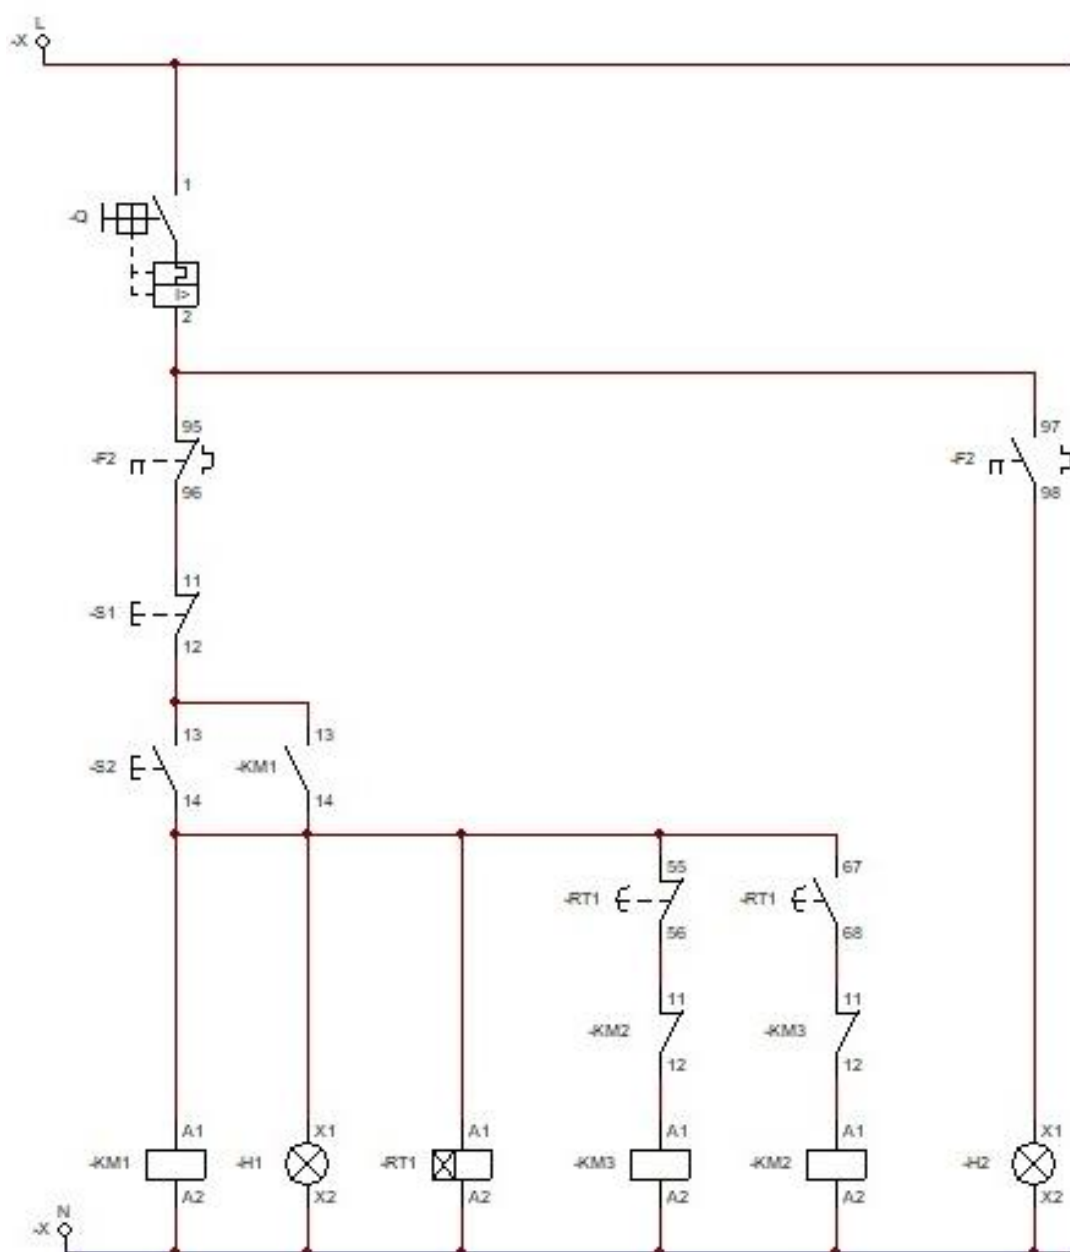 L
-X
1
-Q
I>
2
95 97
-F2 -F2
96 98
11
-S1
12
13 13
-S2 -KM1
14 14
55 67
-RT1 -RT1
56 68
11 11
-KM2 -KM3
12 12
A1 X1 A1 A1 A1 X1
-KM1 -H1 -RT1 -KM3 -KM2 -H2
A2 X2 A2 A2 A2 X2
N
-X